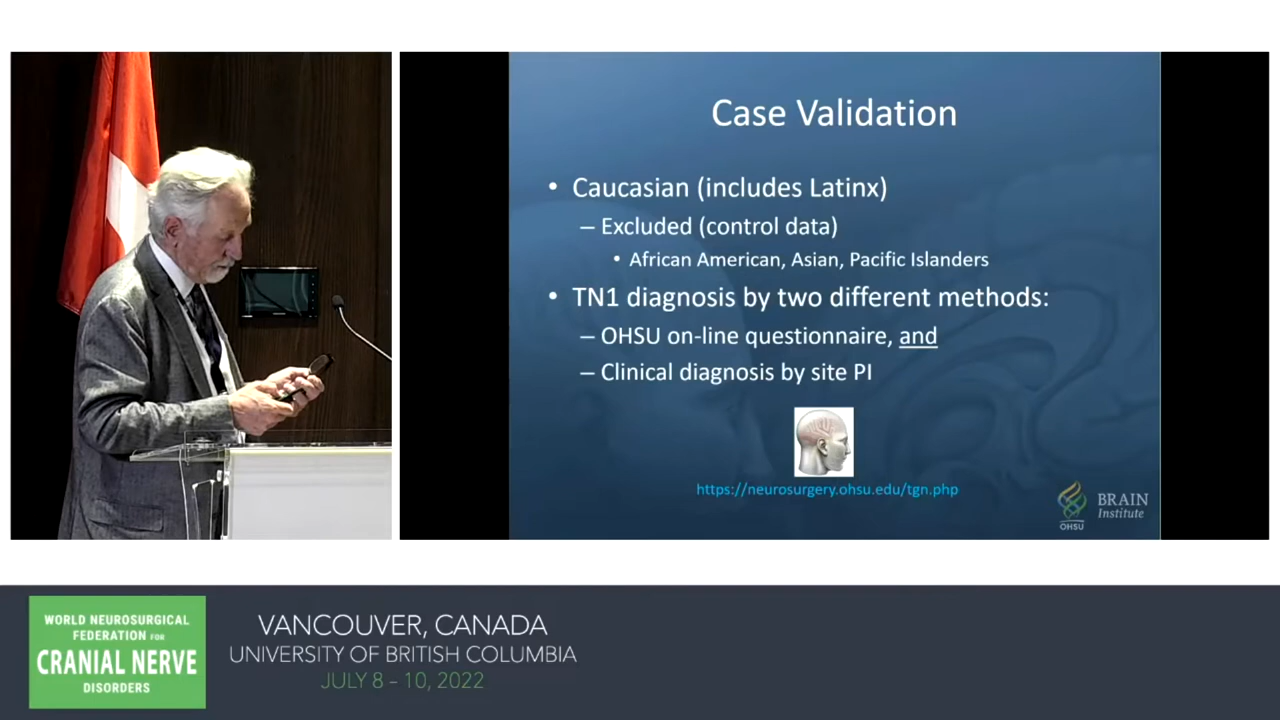 Case Validation
• Caucasian (includes Latinx)
– Excluded (control data)
• African American, Asian, Pacific Islanders
• TN1 diagnosis by two different methods:
– OHSU on-line questionnaire, and
– Clinical diagnosis by site PI
https://neurosurgery.ohsu.edu/tgn.php
BRAIN
Institute
OHSU
WORLD NEUROSURGICAL
FEDERATION FOR
CRANIAL NERVE
DISORDERS
VANCOUVER, CANADA
UNIVERSITY OF BRITISH COLUMBIA
JULY 8 – 10, 2022